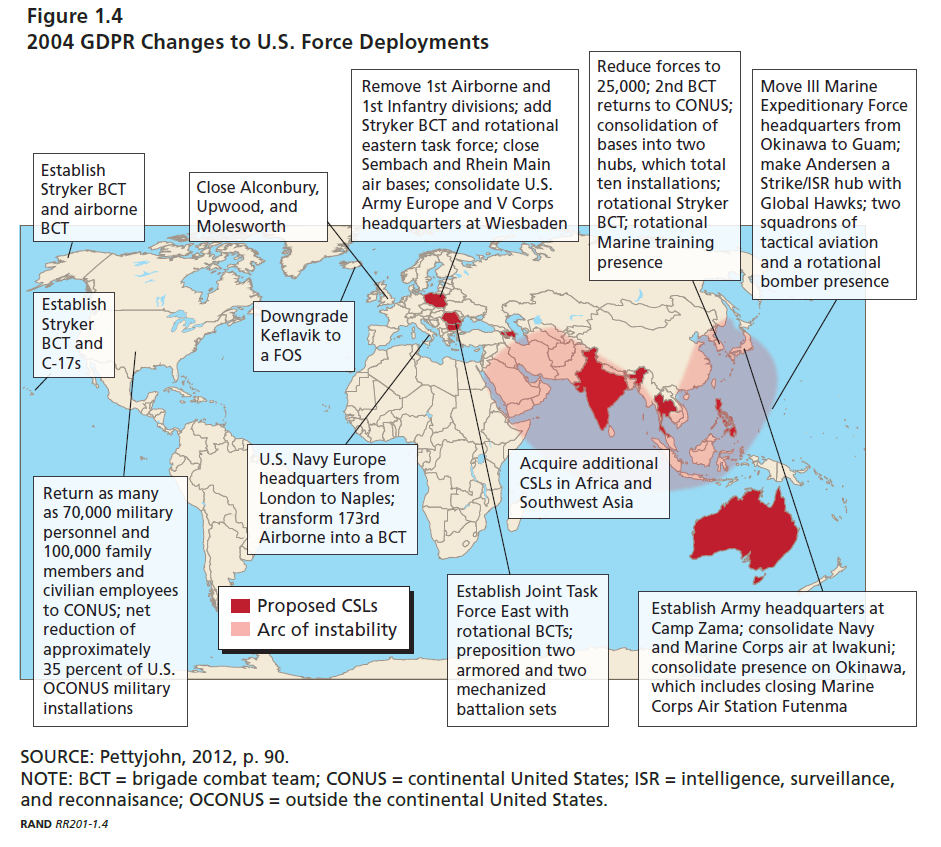 Figure 1.4
2004 GDPR Changes to U.S. Force Deployments
Establish
Stryker BCT
and airborne
BCT
Close Alconbury,
Upwood, and
Molesworth
Remove 1st Airborne and
1st Infantry divisions; add
Stryker BCT and rotational
eastern task force; close
Sembach and Rhein Main
air bases; consolidate U.S.
Army Europe and V Corps
headquarters at Wiesbaden
Reduce forces to
25,000; 2nd BCT
returns to CONUS;
consolidation of
bases into two
hubs, which total
ten installations;
rotational Stryker
BCT; rotational
Marine training
presence
Move III Marine
Expeditionary Force
headquarters from
Okinawa to Guam;
make Andersen a
Strike/ISR hub with
Global Hawks; two
squadrons of
tactical aviation
and a rotational
bomber presence
Establish
Stryker
BCT and
C-17s
Downgrade
Keflavik to
a FOS
U.S. Navy Europe
headquarters from
London to Naples;
transform 173rd
Airborne into a BCT
Acquire additional
CSLs in Africa and
Southwest Asia
Return as many
as 70,000 military
personnel and
100,000 family
members and
civilian employees
to CONUS; net
reduction of
approximately
35 percent of U.S.
OCONUS military
installations
Proposed CSLs
Arc of instability
Establish Joint Task
Force East with
rotational BCTs;
preposition two
armored and two
mechanized
battalion sets
Establish Army headquarters at
Camp Zama; consolidate Navy
and Marine Corps air at Iwakuni;
consolidate presence on Okinawa,
which includes closing Marine
Corps Air Station Futenma
SOURCE: Pettyjohn, 2012, p. 90.
NOTE: BCT = brigade combat team; CONUS = continental United States; ISR = intelligence, surveillance,
and reconnaisance; OCONUS = outside the continental United States.
RAND RR201-1.4